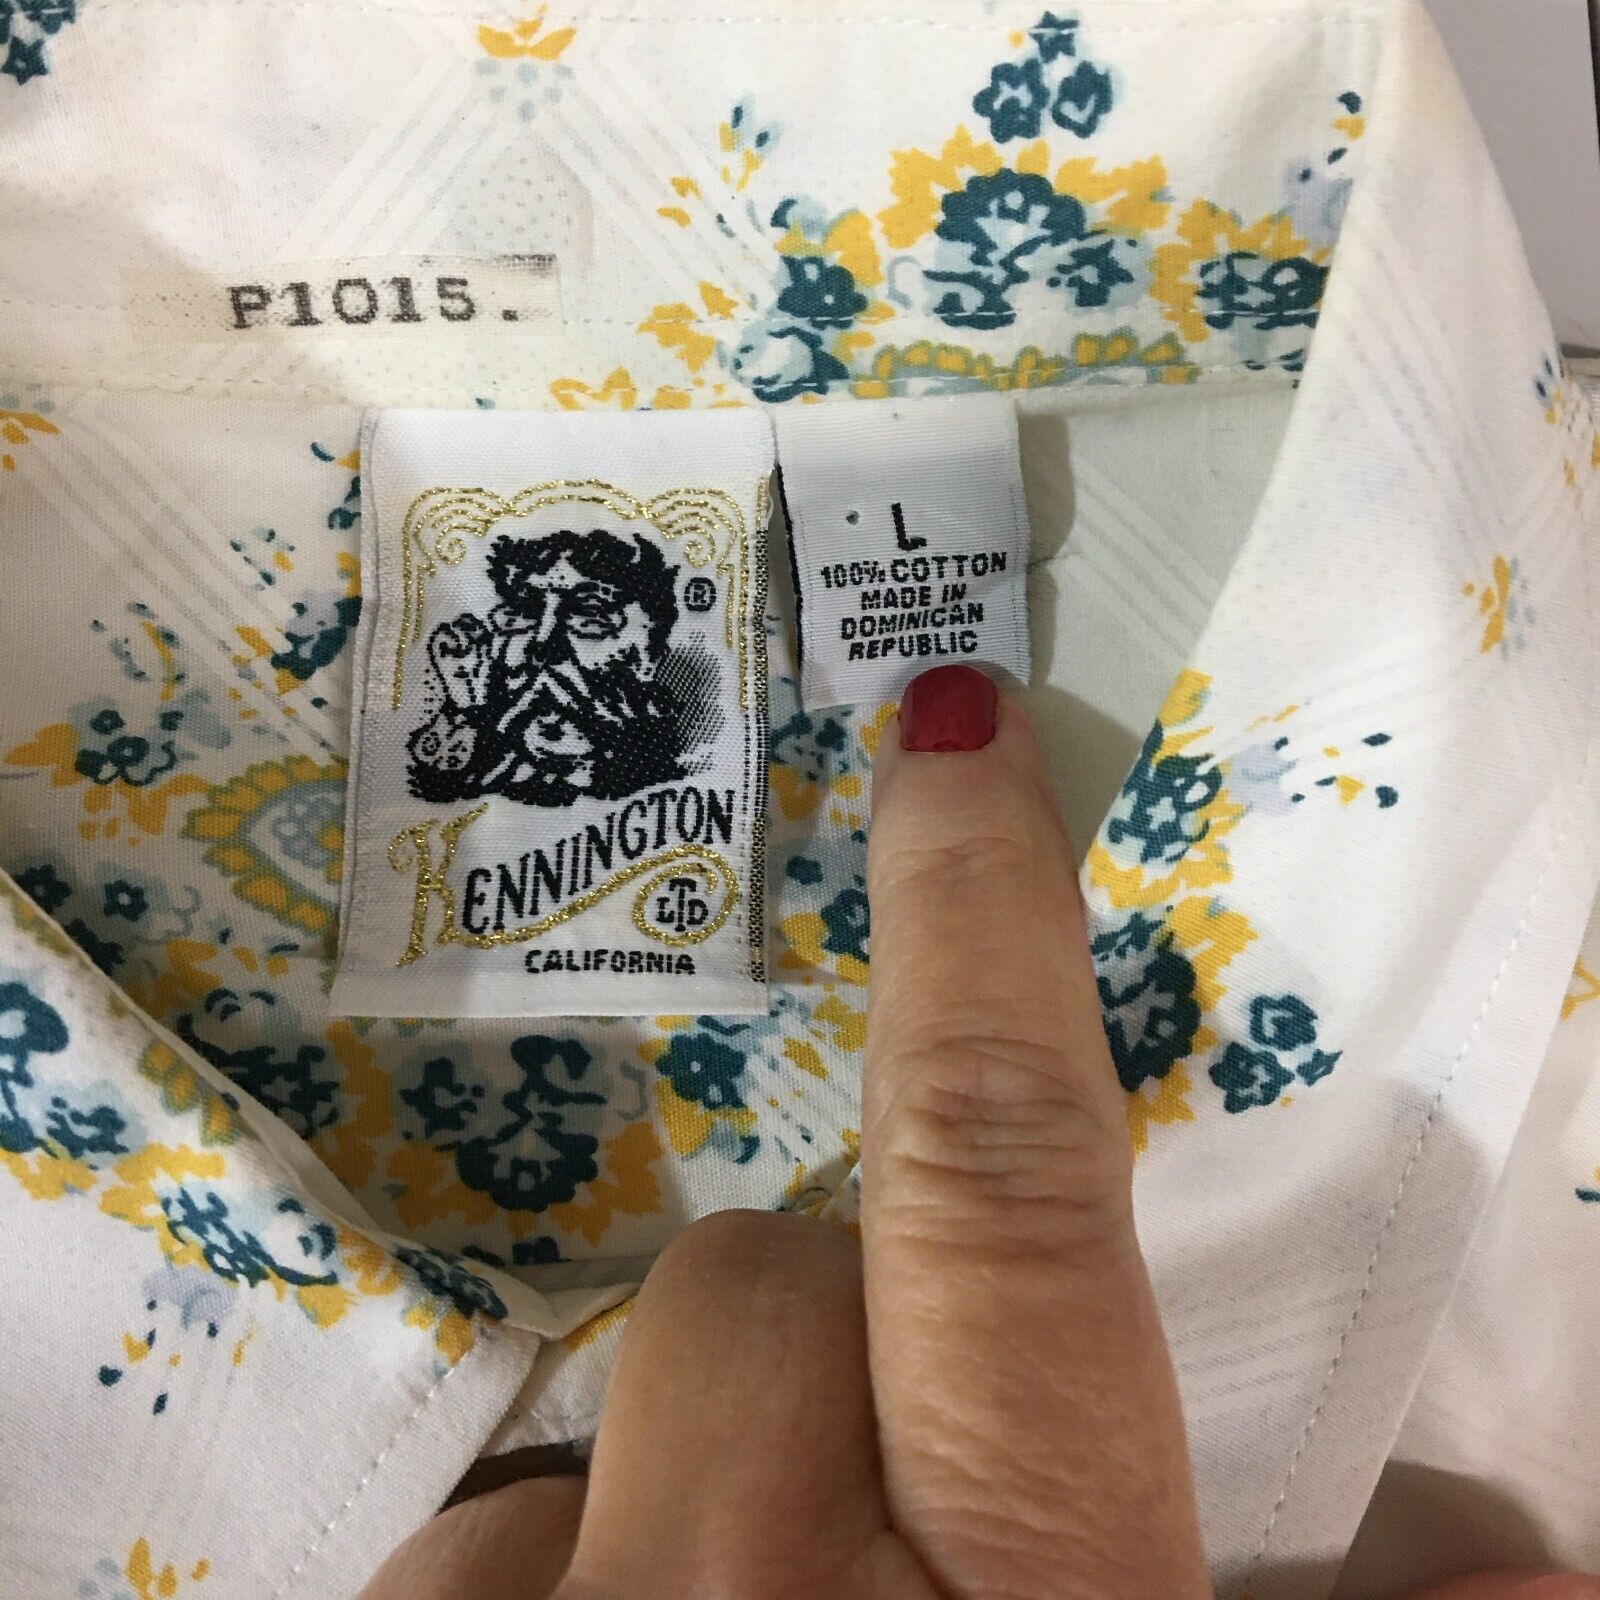 P1015.
®
KENNINGTON
LTD
CALIFORNIA
L
100% COTTON
MADE IN
DOMINICAN
REPUBLIC